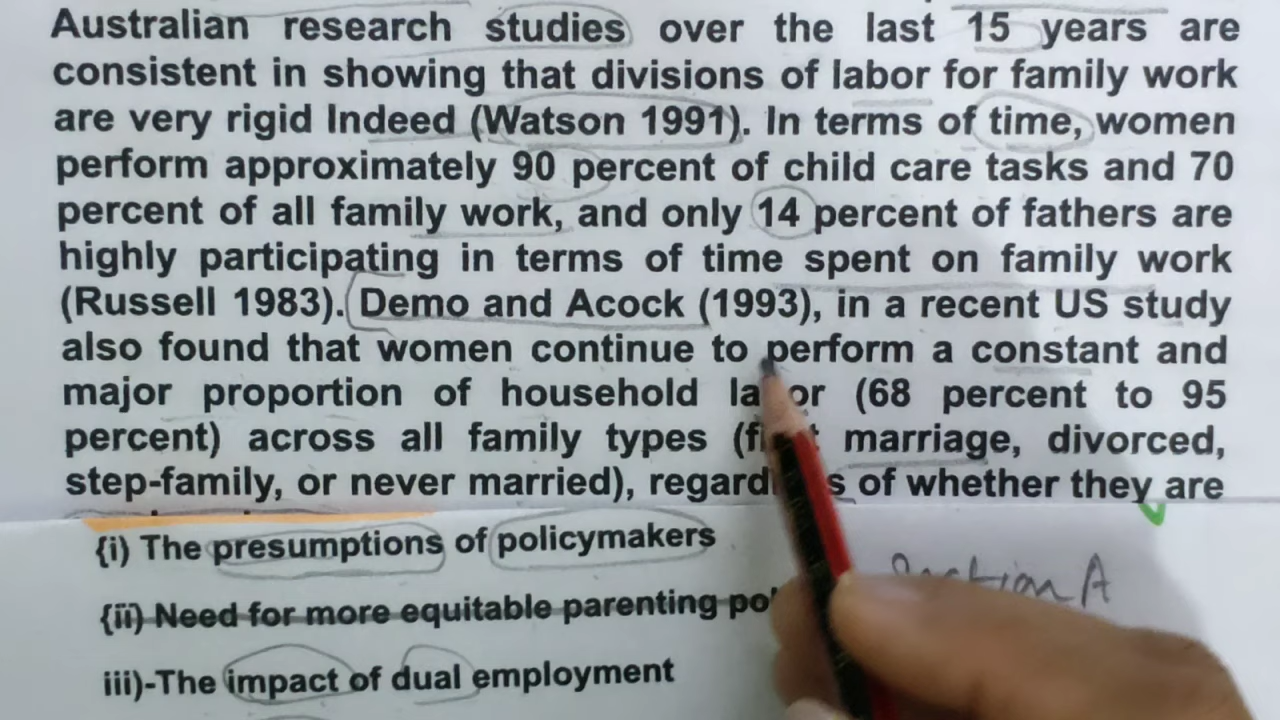 Australian research studies over the last 15 years are
consistent in showing that divisions of labor for family work
are very rigid Indeed (Watson 1991). In terms of time, women
perform approximately 90 percent of child care tasks and 70
percent of all family work, and only 14 percent of fathers are
highly participating in terms of time spent on family work
(Russell 1983). Demo and Acock (1993), in a recent US study
also found that women continue to perform a constant and
major proportion of household (68 percent to 95
percent) across all family types marriage, divorced,
step-family, or never married), of whether they are
{i) The presumptions of policymakers
{ii) Need for more equitable parenting
Section A
iii)-The impact of dual employment